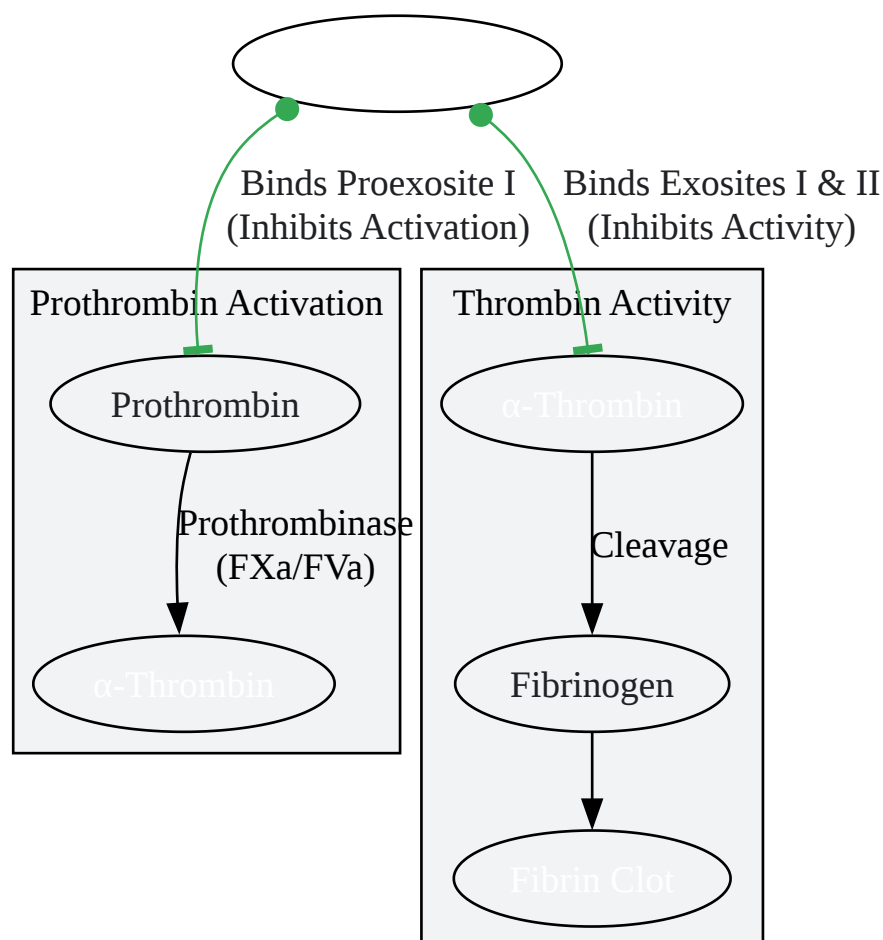 Binds Proexosite I
(Inhibits Activation)
Binds Exosites I & II
(Inhibits Activity)
Prothrombin Activation
Prothrombin
Prothrombinase
(FXa/FVa)
α-Thrombin
Thrombin Activity
α-Thrombin
Cleavage
Fibrinogen
Fibrin Clot